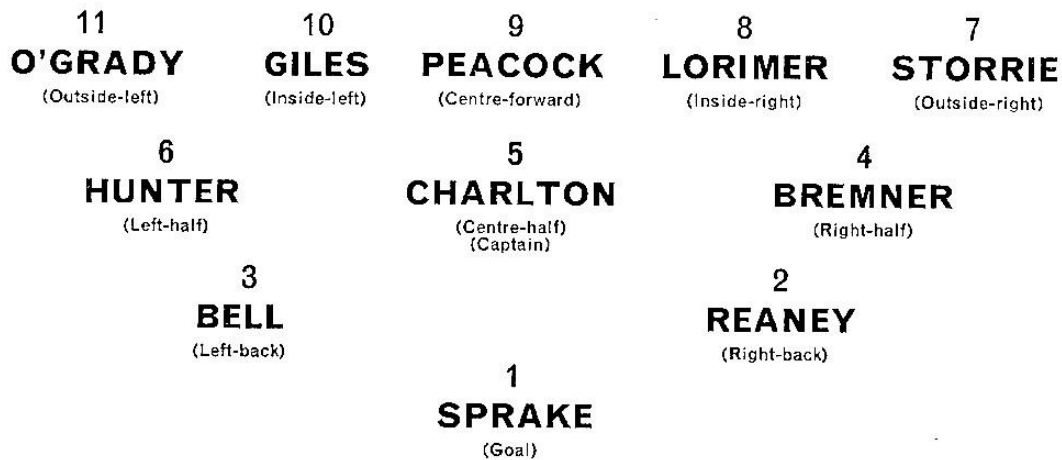 11 10 9 8 7
O'GRADY GILES PEACOCK LORIMER STORRIE
(Outside-left) (Inside-left) (Centre-forward) (Inside-right) (Outside-right)
6 5 4
HUNTER CHARLTON BREMNER
(Left-half) (Centre-half) (Right-half)
(Captain)
3 2
BELL REANEY
(Left-back) (Right-back)
1
SPRAKE
(Goal)